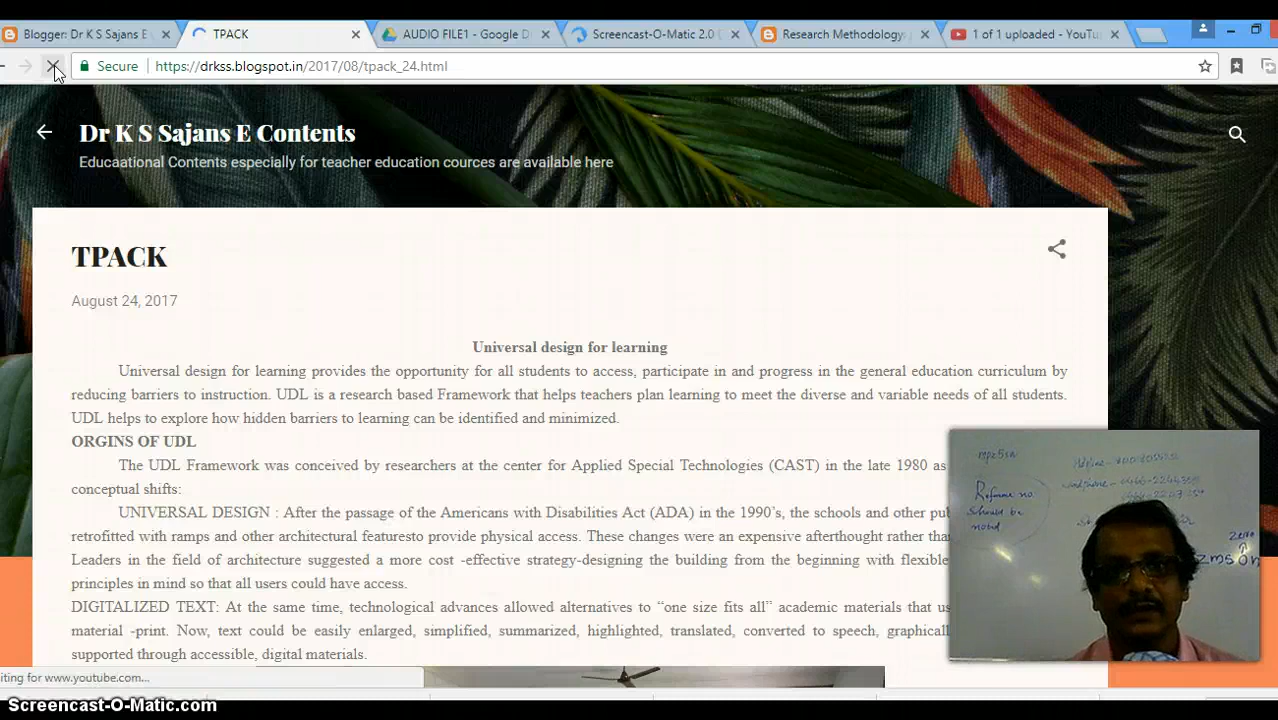 Blogger: Dr K S Sajans E
TPACK
AUDIO FILE1 - Google D
Screencast-O-Matic 2.0
Research Methodology
1 of 1 uploaded - YouTu
Secure
https://drkss.blogspot.in/2017/08/tpack_24.html
Dr K S Sajans E Contents
Educaational Contents especially for teacher education cources are available here
TPACK
August 24, 2017
Universal design for learning
Universal design for learning provides the opportunity for all students to access, participate in and progress in the general education curriculum by
reducing barriers to instruction. UDL is a research based Framework that helps teachers plan learning to meet the diverse and variable needs of all students.
UDL helps to explore how hidden barriers to learning can be identified and minimized.
ORGINS OF UDL
The UDL Framework was conceived by researchers at the center for Applied Special Technologies (CAST) in the late 1980 as
conceptual shifts:
UNIVERSAL DESIGN : After the passage of the Americans with Disabilities Act (ADA) in the 1990's, the schools and other pub
retrofitted with ramps and other architectural featuresto provide physical access. These changes were an expensive afterthought rather than
Leaders in the field of architecture suggested a more cost -effective strategy-designing the building from the beginning with flexible
principles in mind so that all users could have access.
DIGITALIZED TEXT: At the same time, technological advances allowed alternatives to “one size fits all” academic materials that us
material -print. Now, text could be easily enlarged, simplified, summarized, highlighted, translated, converted to speech, graphicall
supported through accessible, digital materials.
Reference no.
should be
noted
iting for www.youtube.com...
Screencast-O-Matic.com